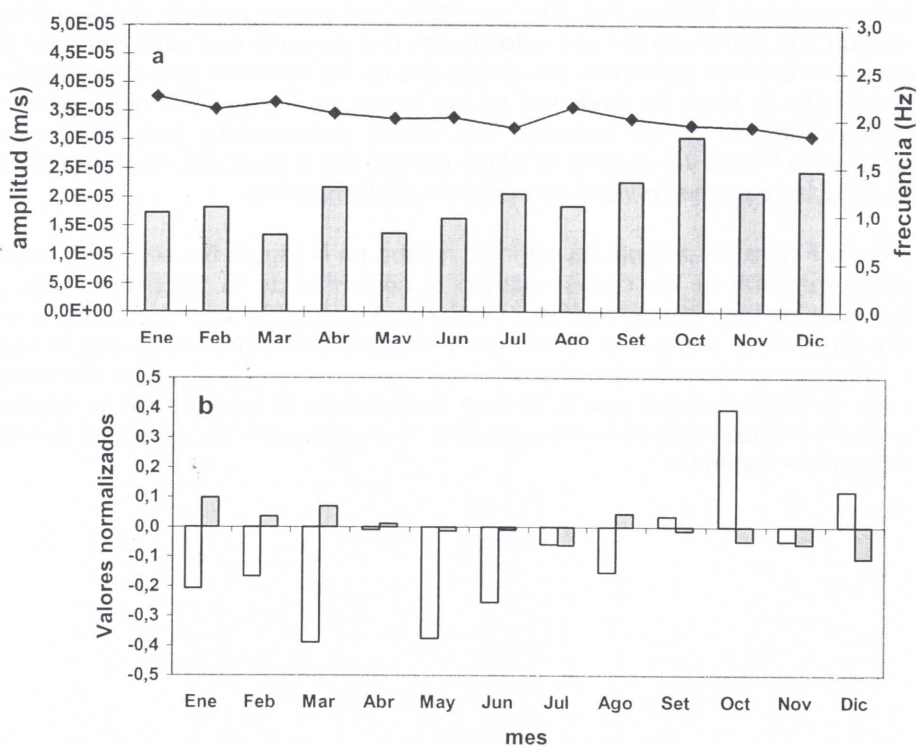 a
amplitud (m/s)
5,0E-05
4,5E-05
4,0E-05
3,5E-05
3,0E-05
2,5E-05
2,0E-05
1,5E-05
1,0E-05
5,0E-06
0,0E+00
3,0
2,5
2,0
1,5
1,0
0,5
0,0
frecuencia (Hz)
Ene Feb Mar Abr May Jun Jul Ago Set Oct Nov Dic
b
Valores normalizados
0,5
0,4
0,3
0,2
0,1
0,0
-0,1
-0,2
-0,3
-0,4
-0,5
Ene Feb Mar Abr May Jun Jul Ago Set Oct Nov Dic
mes